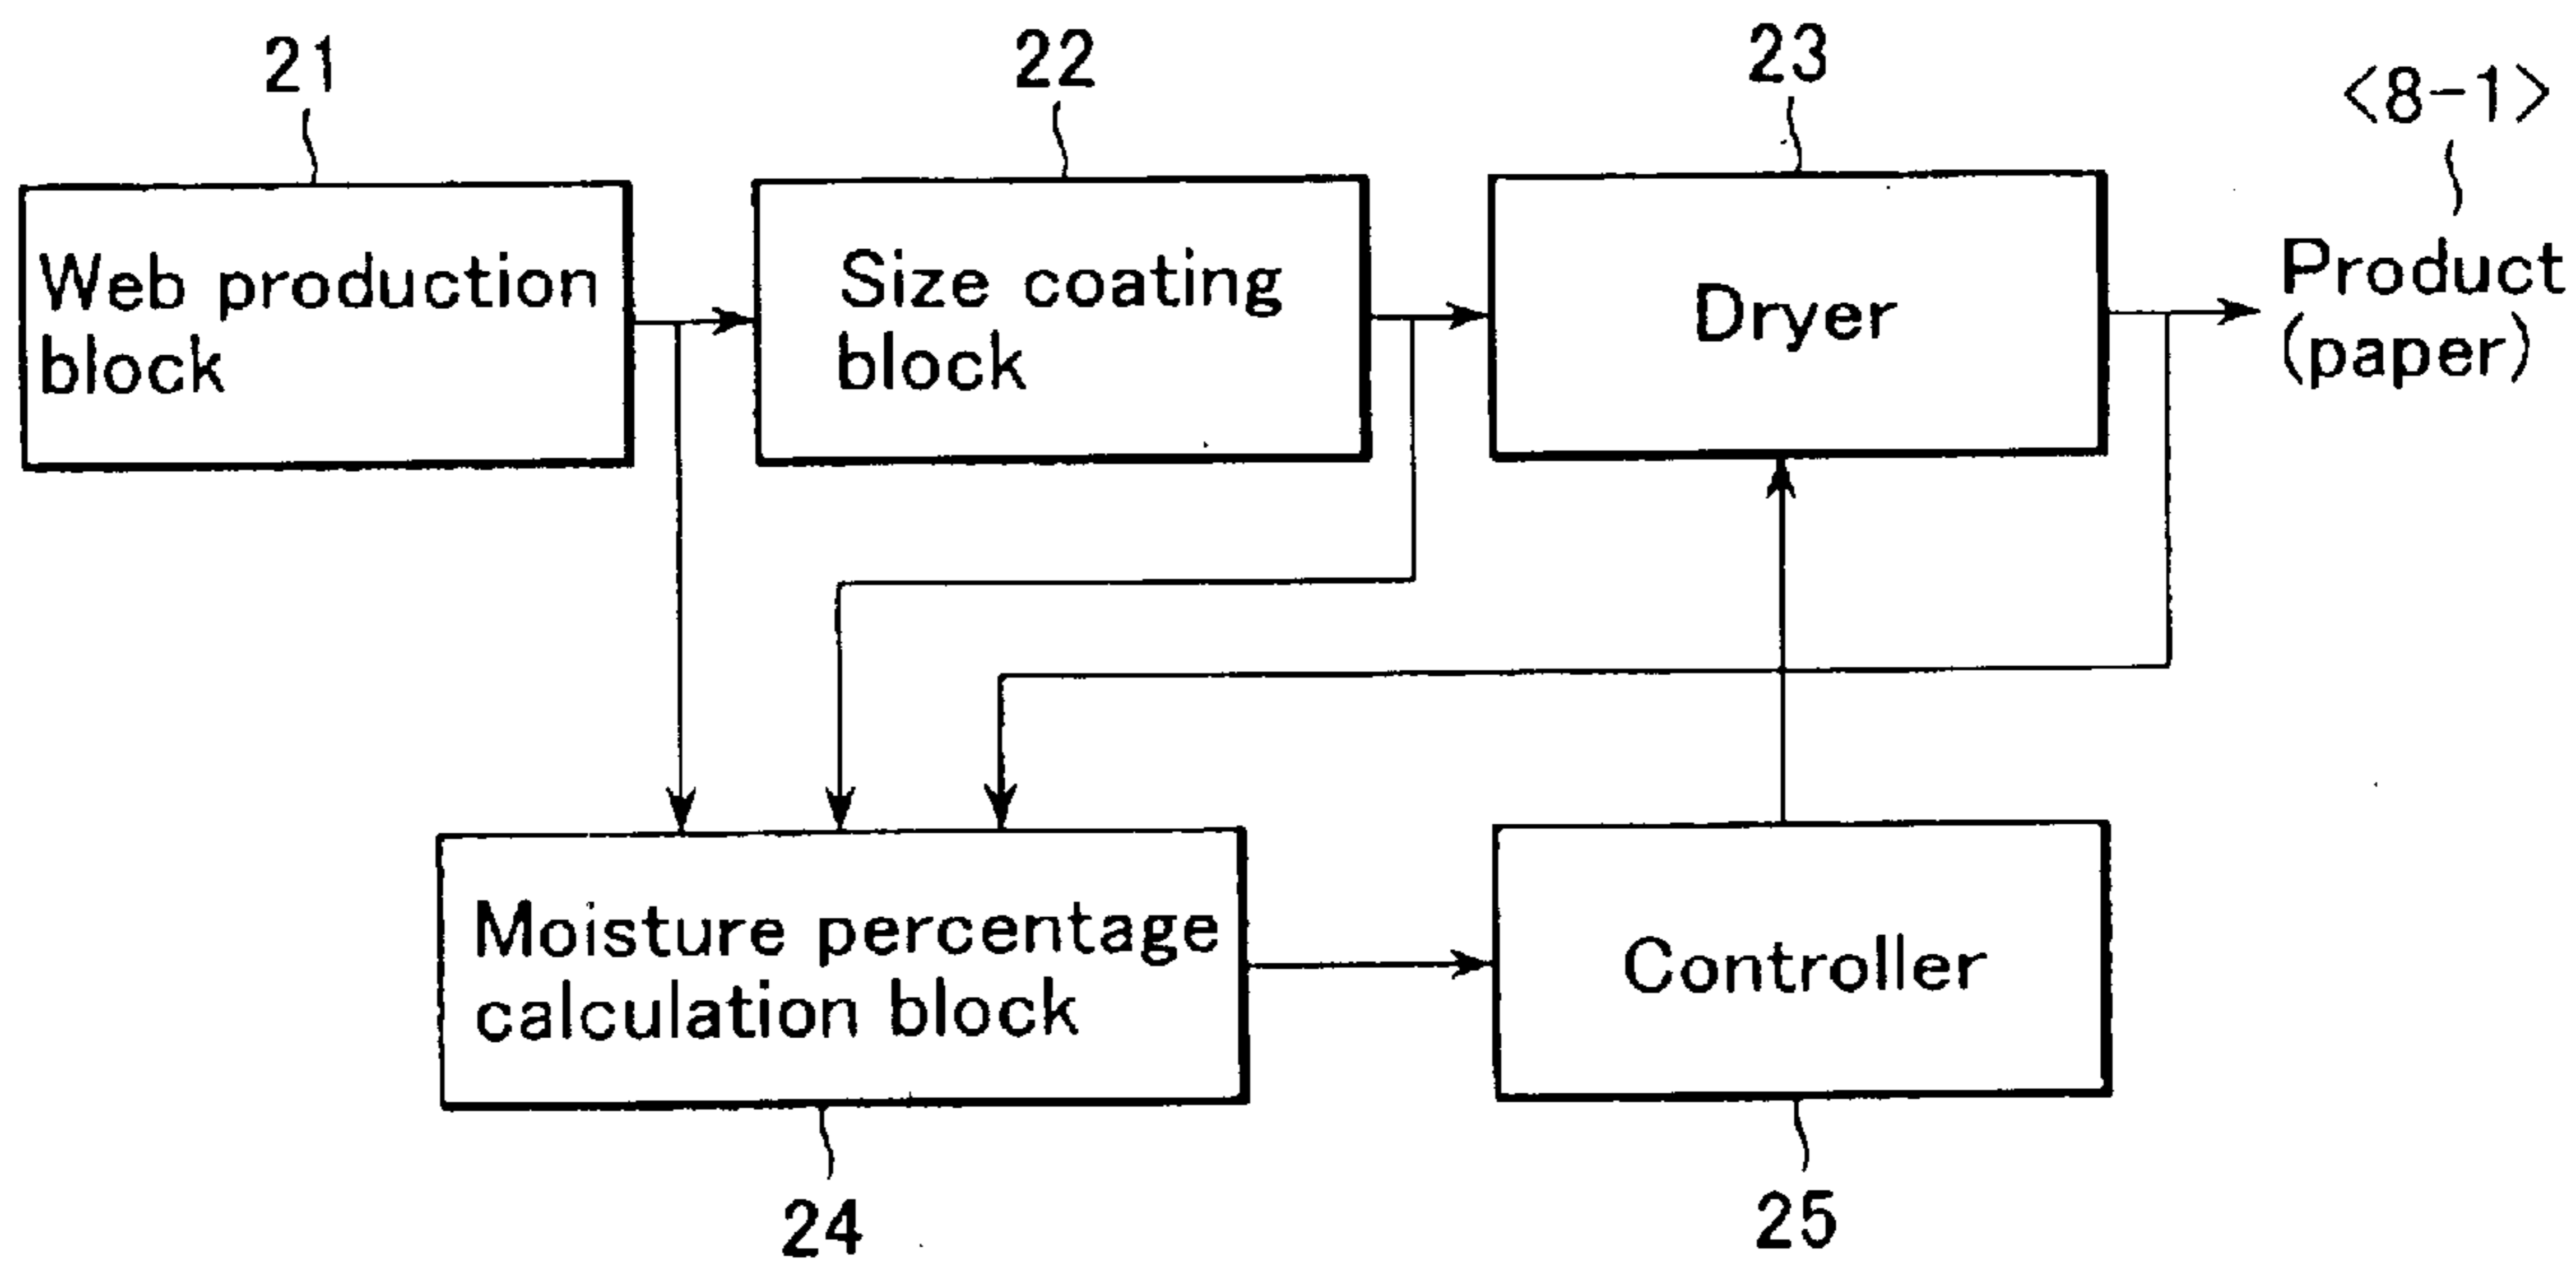 21
22
23
<8-1>
Web production
block
Size coating
block
Dryer
Product
(paper)
Moisture percentage
calculation block
Controller
24
25